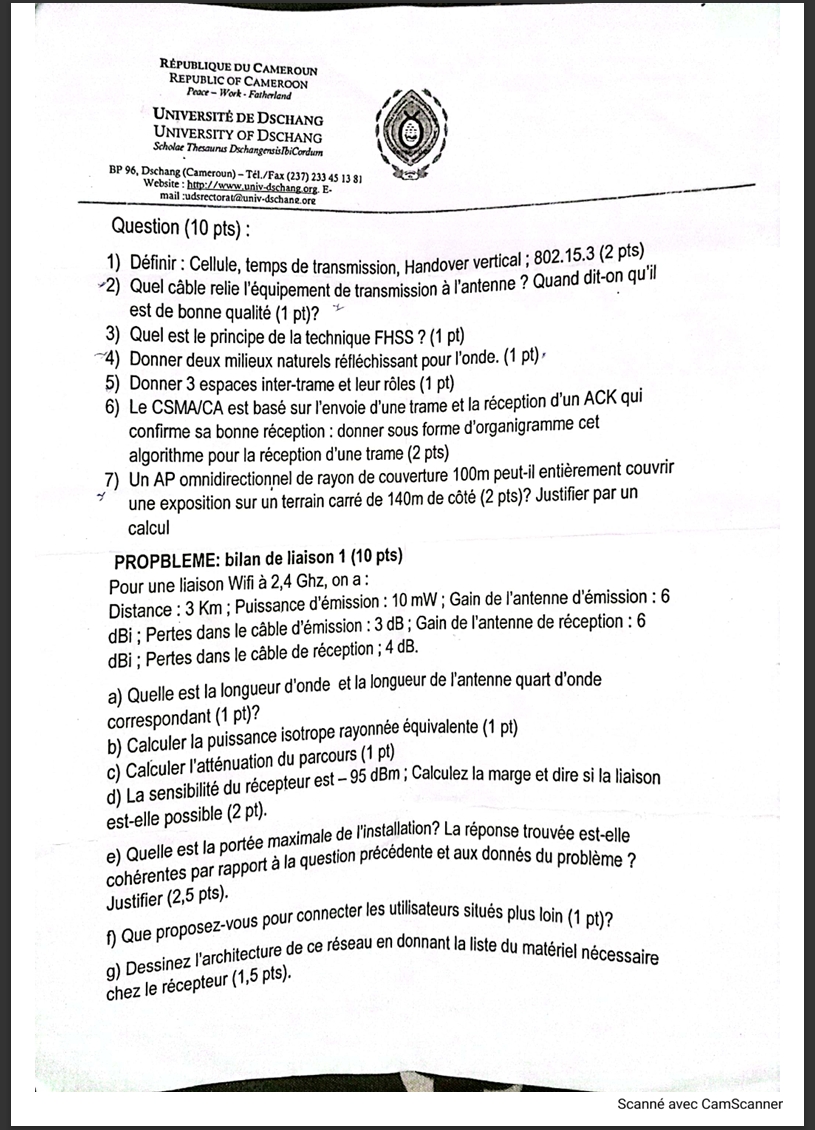 RÉPUBLIQUE DU CAMEROUN
REPUBLIC OF CAMEROON
Peace – Work - Fatherland
UNIVERSITÉ DE DSCHANG
UNIVERSITY OF DSCHANG
Scholae Thesaurus DschangensisIbiCordum
BP 96, Dschang (Cameroun) – Tél./Fax (237) 233 45 13 81
Website : http://www.univ-dschang.org. E-
mail :udsrectorat@univ-dschang.org
Question (10 pts) :
1) Définir : Cellule, temps de transmission, Handover vertical ; 802.15.3 (2 pts)
2) Quel câble relie l'équipement de transmission à l'antenne ? Quand dit-on qu'il
est de bonne qualité (1 pt)?
3) Quel est le principe de la technique FHSS ? (1 pt)
4) Donner deux milieux naturels réfléchissant pour l'onde. (1 pt)
5) Donner 3 espaces inter-trame et leur rôles (1 pt)
6) Le CSMA/CA est basé sur l'envoie d'une trame et la réception d'un ACK qui
confirme sa bonne réception : donner sous forme d'organigramme cet
algorithme pour la réception d'une trame (2 pts)
7) Un AP omnidirectionnel de rayon de couverture 100m peut-il entièrement couvrir
une exposition sur un terrain carré de 140m de côté (2 pts)? Justifier par un
calcul
PROPBLEME: bilan de liaison 1 (10 pts)
Pour une liaison Wifi à 2,4 Ghz, on a :
Distance : 3 Km ; Puissance d'émission : 10 mW ; Gain de l'antenne d'émission : 6
dBi ; Pertes dans le câble d'émission : 3 dB ; Gain de l'antenne de réception : 6
dBi ; Pertes dans le câble de réception ; 4 dB.
a) Quelle est la longueur d'onde et la longueur de l'antenne quart d'onde
correspondant (1 pt)?
b) Calculer la puissance isotrope rayonnée équivalente (1 pt)
c) Calculer l'atténuation du parcours (1 pt)
d) La sensibilité du récepteur est – 95 dBm ; Calculez la marge et dire si la liaison
est-elle possible (2 pt).
e) Quelle est la portée maximale de l'installation? La réponse trouvée est-elle
cohérentes par rapport à la question précédente et aux donnés du problème ?
Justifier (2,5 pts).
f) Que proposez-vous pour connecter les utilisateurs situés plus loin (1 pt)?
g) Dessinez l'architecture de ce réseau en donnant la liste du matériel nécessaire
chez le récepteur (1,5 pts).
Scanné avec CamScanner